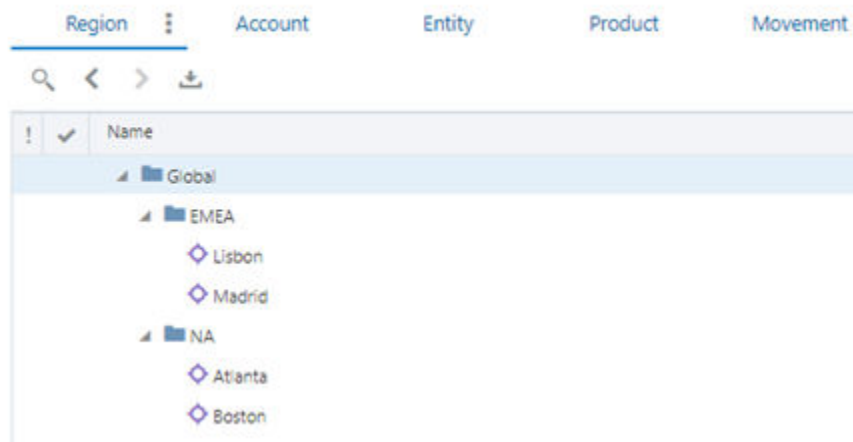 Region Account Entity Product Movement
! Name
Global
EMEA
Lisbon
Madrid
NA
Atlanta
Boston